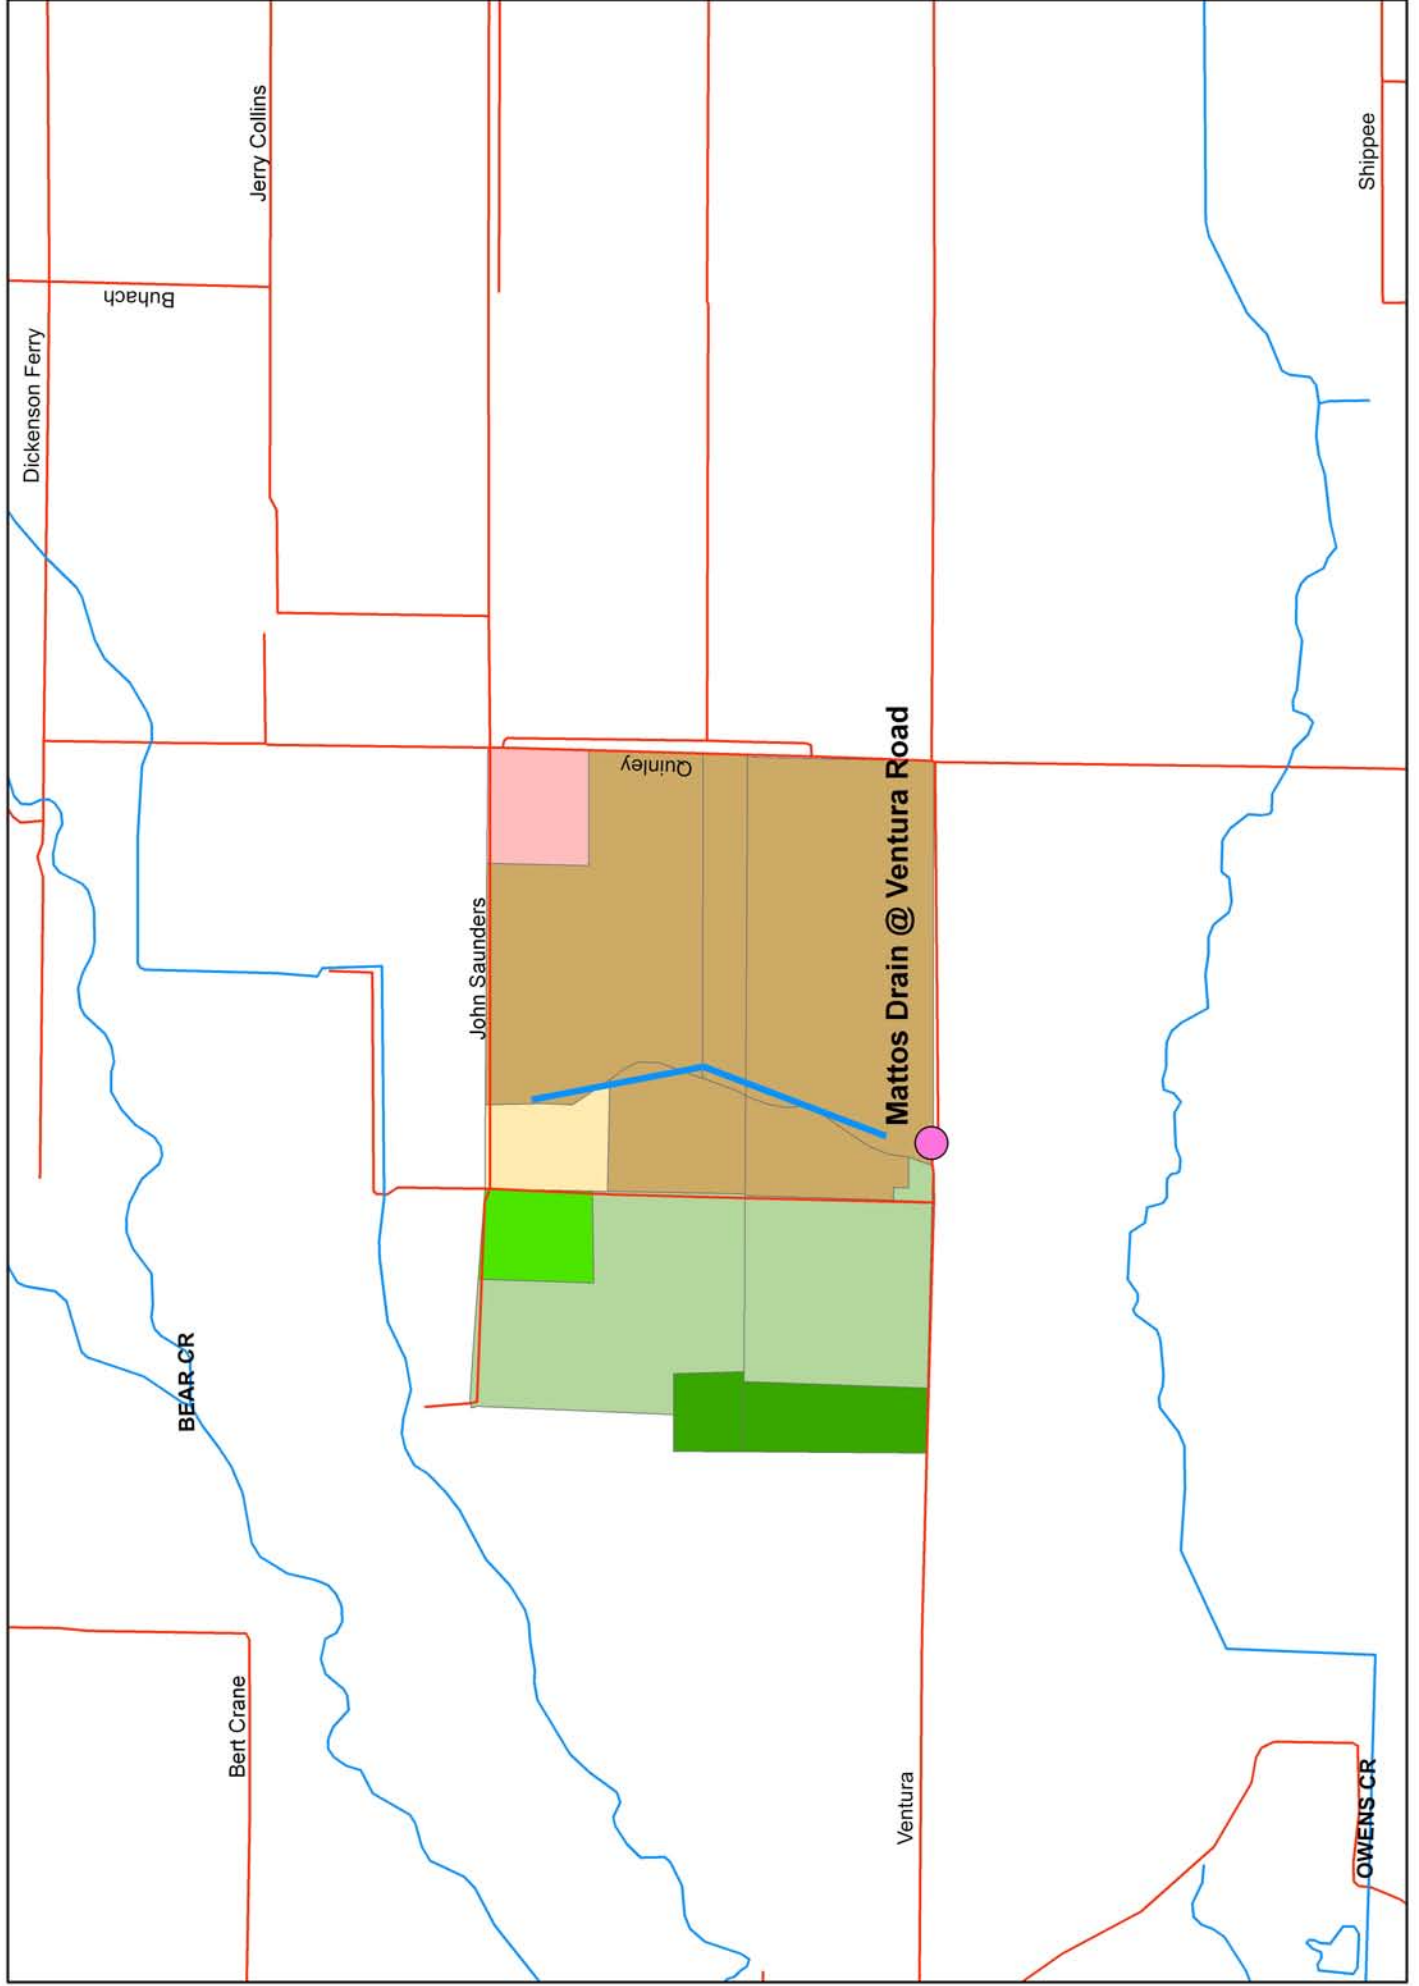 Dickenson Ferry
Jerry Collins
Buhach
Shippee
Quinley
John Saunders
Mattos Drain @ Ventura Road
BEAR CR
Bert Crane
Ventura
OWENS CR